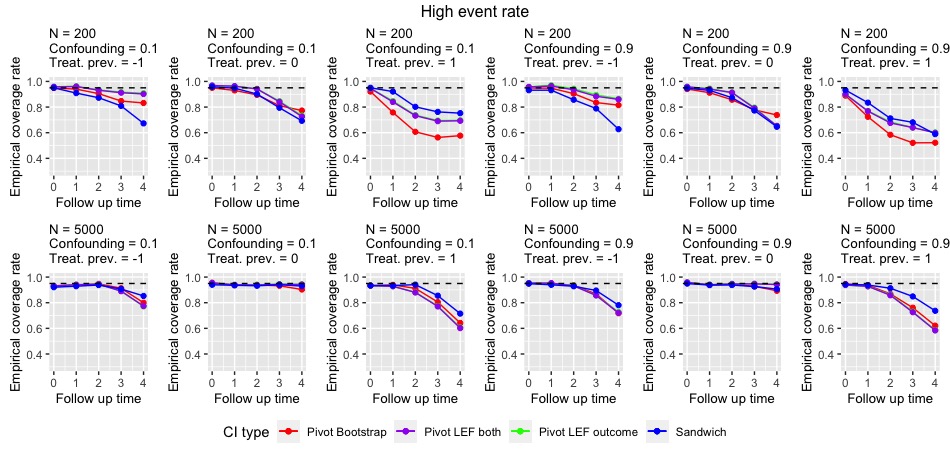 High event rate
N = 200
Confounding = 0.1
Treat. prev. = -1
Empirical coverage rate
1.0
0.8
0.6
0.4
0 1 2 3 4
Follow up time
N = 200
Confounding = 0.1
Treat. prev. = 0
Empirical coverage rate
1.0
0.8
0.6
0.4
0 1 2 3 4
Follow up time
N = 200
Confounding = 0.1
Treat. prev. = 1
Empirical coverage rate
1.0
0.8
0.6
0.4
0 1 2 3 4
Follow up time
N = 200
Confounding = 0.9
Treat. prev. = -1
Empirical coverage rate
1.0
0.8
0.6
0.4
0 1 2 3 4
Follow up time
N = 200
Confounding = 0.9
Treat. prev. = 0
Empirical coverage rate
1.0
0.8
0.6
0.4
0 1 2 3 4
Follow up time
N = 200
Confounding = 0.9
Treat. prev. = 1
Empirical coverage rate
1.0
0.8
0.6
0.4
0 1 2 3 4
Follow up time
N = 5000
Confounding = 0.1
Treat. prev. = -1
Empirical coverage rate
1.0
0.8
0.6
0.4
0 1 2 3 4
Follow up time
N = 5000
Confounding = 0.1
Treat. prev. = 0
Empirical coverage rate
1.0
0.8
0.6
0.4
0 1 2 3 4
Follow up time
N = 5000
Confounding = 0.1
Treat. prev. = 1
Empirical coverage rate
1.0
0.8
0.6
0.4
0 1 2 3 4
Follow up time
N = 5000
Confounding = 0.9
Treat. prev. = -1
Empirical coverage rate
1.0
0.8
0.6
0.4
0 1 2 3 4
Follow up time
N = 5000
Confounding = 0.9
Treat. prev. = 0
Empirical coverage rate
1.0
0.8
0.6
0.4
0 1 2 3 4
Follow up time
N = 5000
Confounding = 0.9
Treat. prev. = 1
Empirical coverage rate
1.0
0.8
0.6
0.4
0 1 2 3 4
Follow up time
CI type Pivot Bootstrap Pivot LEF both Pivot LEF outcome Sandwich